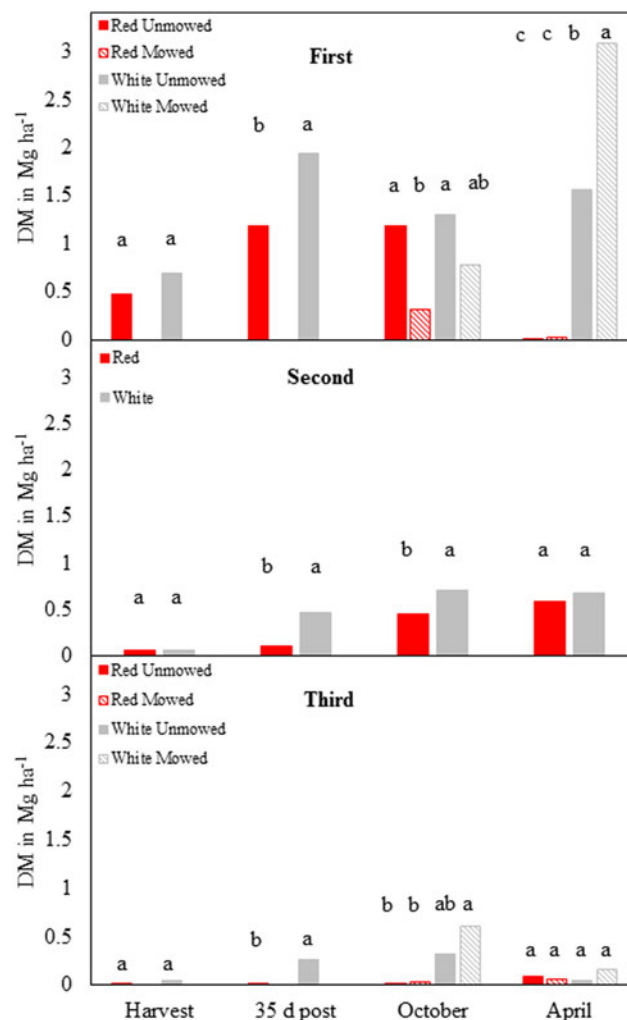 Red Unmowed
Red Mowed
White Unmowed
White Mowed
First
c c b a
b a
a b a ab
a a
3
2.5
2
1.5
1
0.5
0
DM in Mg ha-1
Red
White
Second
b a
b a
a a
a a
3
2.5
2
1.5
1
0.5
0
DM in Mg ha-1
Red Unmowed
Red Mowed
White Unmowed
White Mowed
Third
b b ab a
b a
a a
a a a a
3
2.5
2
1.5
1
0.5
0
DM in Mg ha-1
Harvest 35 d post October April